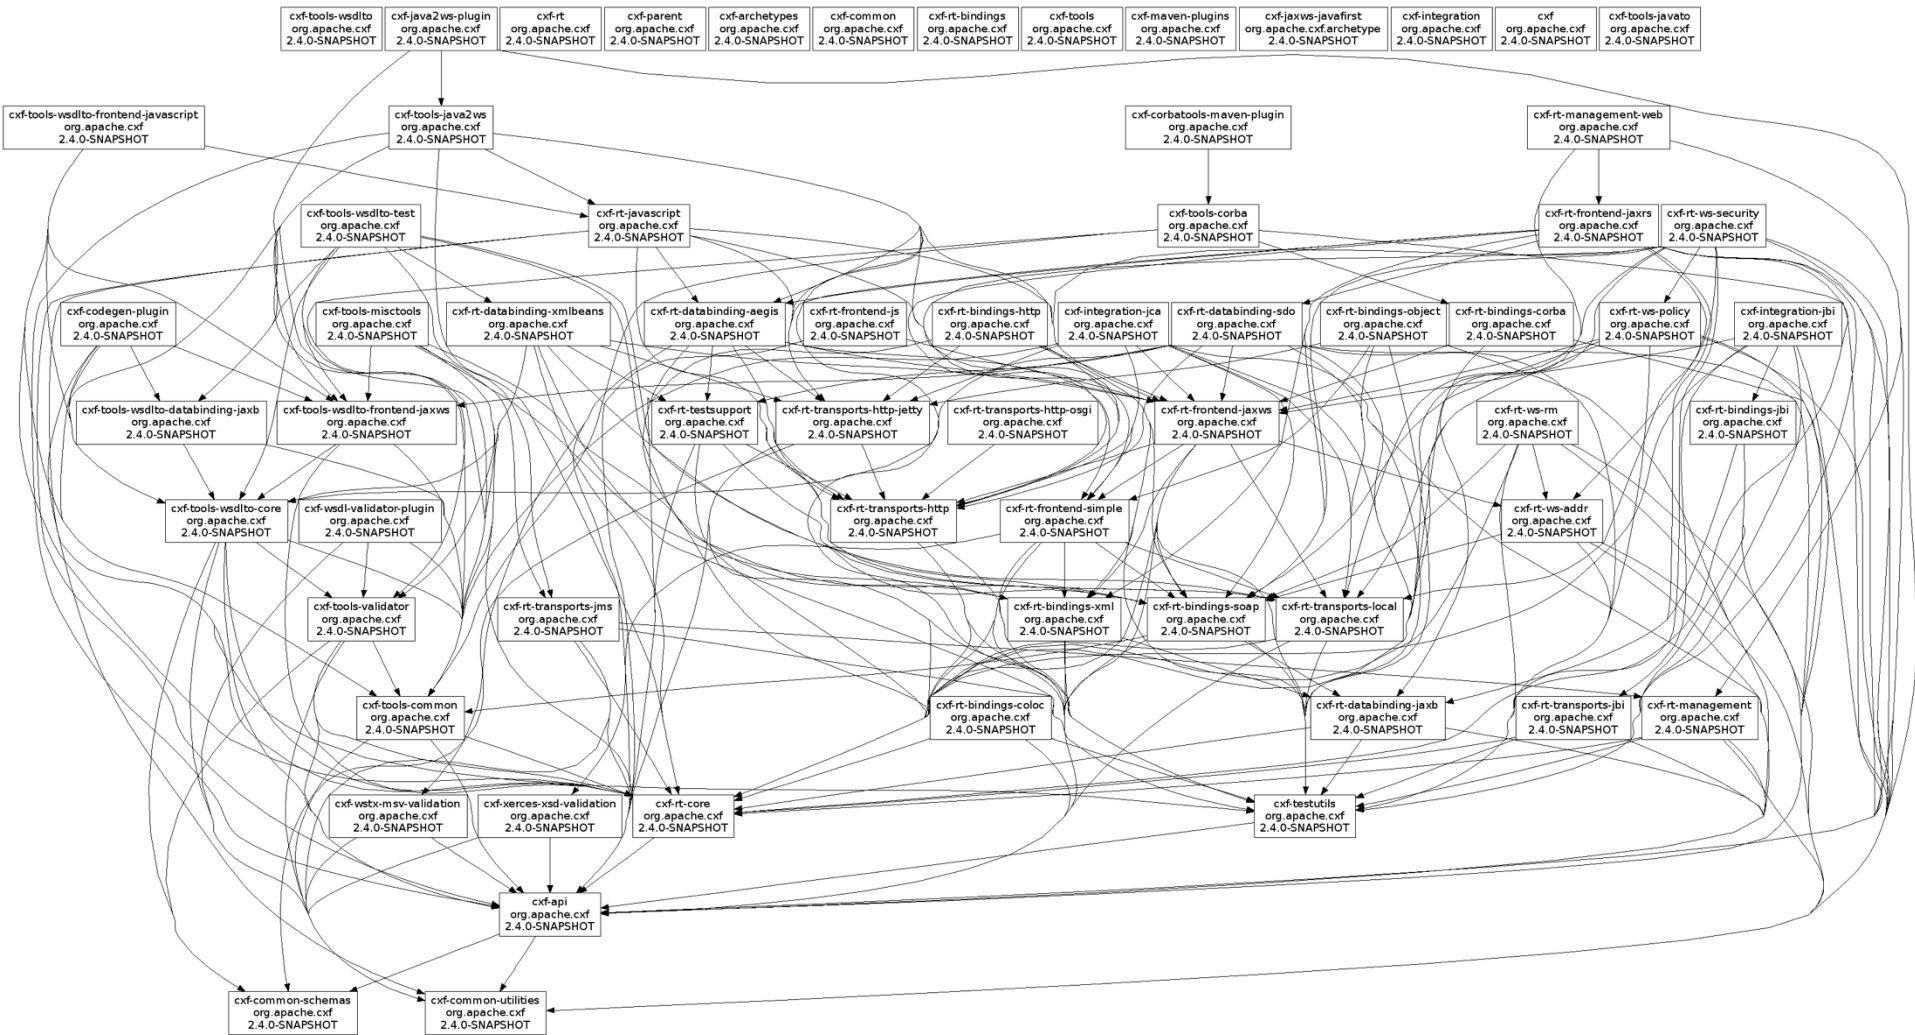 cxf-tools-wsdlto
org.apache.cxf
2.4.0-SNAPSHOT
cxf-java2ws-plugin
org.apache.cxf
2.4.0-SNAPSHOT
cxf-rt
org.apache.cxf
2.4.0-SNAPSHOT
cxf-parent
org.apache.cxf
2.4.0-SNAPSHOT
cxf-archetypes
org.apache.cxf
2.4.0-SNAPSHOT
cxf-common
org.apache.cxf
2.4.0-SNAPSHOT
cxf-rt-bindings
org.apache.cxf
2.4.0-SNAPSHOT
cxf-tools
org.apache.cxf
2.4.0-SNAPSHOT
cxf-maven-plugins
org.apache.cxf
2.4.0-SNAPSHOT
cxf-jaxws-javafirst
org.apache.cxf.archetype
2.4.0-SNAPSHOT
cxf-integration
org.apache.cxf
2.4.0-SNAPSHOT
cxf
org.apache.cxf
2.4.0-SNAPSHOT
cxf-tools-javato
org.apache.cxf
2.4.0-SNAPSHOT
cxf-tools-wsdlto-frontend-javascript
org.apache.cxf
2.4.0-SNAPSHOT
cxf-tools-java2ws
org.apache.cxf
2.4.0-SNAPSHOT
cxf-corbatools-maven-plugin
org.apache.cxf
2.4.0-SNAPSHOT
cxf-rt-management-web
org.apache.cxf
2.4.0-SNAPSHOT
cxf-tools-wsdlto-test
org.apache.cxf
2.4.0-SNAPSHOT
cxf-rt-javascript
org.apache.cxf
2.4.0-SNAPSHOT
cxf-tools-corba
org.apache.cxf
2.4.0-SNAPSHOT
cxf-rt-frontend-jaxrs
org.apache.cxf
2.4.0-SNAPSHOT
cxf-rt-ws-security
org.apache.cxf
2.4.0-SNAPSHOT
cxf-codegen-plugin
org.apache.cxf
2.4.0-SNAPSHOT
cxf-tools-misctools
org.apache.cxf
2.4.0-SNAPSHOT
cxf-rt-databinding-xmlbeans
org.apache.cxf
2.4.0-SNAPSHOT
cxf-rt-databinding-aegis
org.apache.cxf
2.4.0-SNAPSHOT
cxf-rt-frontend-js
org.apache.cxf
2.4.0-SNAPSHOT
cxf-rt-bindings-http
org.apache.cxf
2.4.0-SNAPSHOT
cxf-integration-jca
org.apache.cxf
2.4.0-SNAPSHOT
cxf-rt-databinding-sdo
org.apache.cxf
2.4.0-SNAPSHOT
cxf-rt-bindings-object
org.apache.cxf
2.4.0-SNAPSHOT
cxf-rt-bindings-corba
org.apache.cxf
2.4.0-SNAPSHOT
cxf-rt-ws-policy
org.apache.cxf
2.4.0-SNAPSHOT
cxf-integration-jbi
org.apache.cxf
2.4.0-SNAPSHOT
cxf-tools-wsdlto-databinding-jaxb
org.apache.cxf
2.4.0-SNAPSHOT
cxf-tools-wsdlto-frontend-jaxws
org.apache.cxf
2.4.0-SNAPSHOT
cxf-rt-testsupport
org.apache.cxf
2.4.0-SNAPSHOT
cxf-rt-transports-http-jetty
org.apache.cxf
2.4.0-SNAPSHOT
cxf-rt-transports-http-osgi
org.apache.cxf
2.4.0-SNAPSHOT
cxf-rt-frontend-jaxws
org.apache.cxf
2.4.0-SNAPSHOT
cxf-rt-ws-rm
org.apache.cxf
2.4.0-SNAPSHOT
cxf-rt-bindings-jbi
org.apache.cxf
2.4.0-SNAPSHOT
cxf-tools-wsdlto-core
org.apache.cxf
2.4.0-SNAPSHOT
cxf-wsdl-validator-plugin
org.apache.cxf
2.4.0-SNAPSHOT
cxf-rt-transports-http
org.apache.cxf
2.4.0-SNAPSHOT
cxf-rt-frontend-simple
org.apache.cxf
2.4.0-SNAPSHOT
cxf-rt-ws-addr
org.apache.cxf
2.4.0-SNAPSHOT
cxf-tools-validator
org.apache.cxf
2.4.0-SNAPSHOT
cxf-rt-transports-jms
org.apache.cxf
2.4.0-SNAPSHOT
cxf-rt-bindings-xml
org.apache.cxf
2.4.0-SNAPSHOT
cxf-rt-bindings-soap
org.apache.cxf
2.4.0-SNAPSHOT
cxf-rt-transports-local
org.apache.cxf
2.4.0-SNAPSHOT
cxf-tools-common
org.apache.cxf
2.4.0-SNAPSHOT
cxf-rt-bindings-coloc
org.apache.cxf
2.4.0-SNAPSHOT
cxf-rt-databinding-jaxb
org.apache.cxf
2.4.0-SNAPSHOT
cxf-rt-transports-jbi
org.apache.cxf
2.4.0-SNAPSHOT
cxf-rt-management
org.apache.cxf
2.4.0-SNAPSHOT
cxf-wstx-msv-validation
org.apache.cxf
2.4.0-SNAPSHOT
cxf-xerces-xsd-validation
org.apache.cxf
2.4.0-SNAPSHOT
cxf-rt-core
org.apache.cxf
2.4.0-SNAPSHOT
cxf-testutils
org.apache.cxf
2.4.0-SNAPSHOT
cxf-api
org.apache.cxf
2.4.0-SNAPSHOT
cxf-common-schemas
org.apache.cxf
2.4.0-SNAPSHOT
cxf-common-utilities
org.apache.cxf
2.4.0-SNAPSHOT